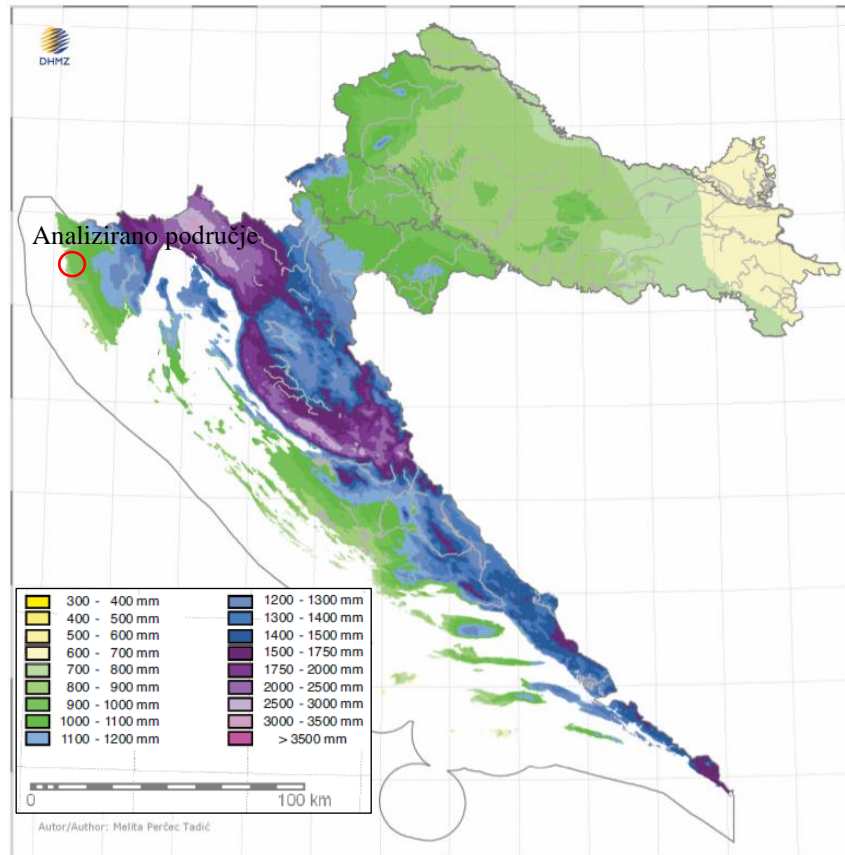 DHMZ
Analizirano područje
300 - 400 mm
400 - 500 mm
500 - 600 mm
600 - 700 mm
700 - 800 mm
800 - 900 mm
900 - 1000 mm
1000 - 1100 mm
1100 - 1200 mm
1200 - 1300 mm
1300 - 1400 mm
1400 - 1500 mm
1500 - 1750 mm
1750 - 2000 mm
2000 - 2500 mm
2500 - 3000 mm
3000 - 3500 mm
> 3500 mm
0 100 km
Autor/Author: Melita Perčec Tadić